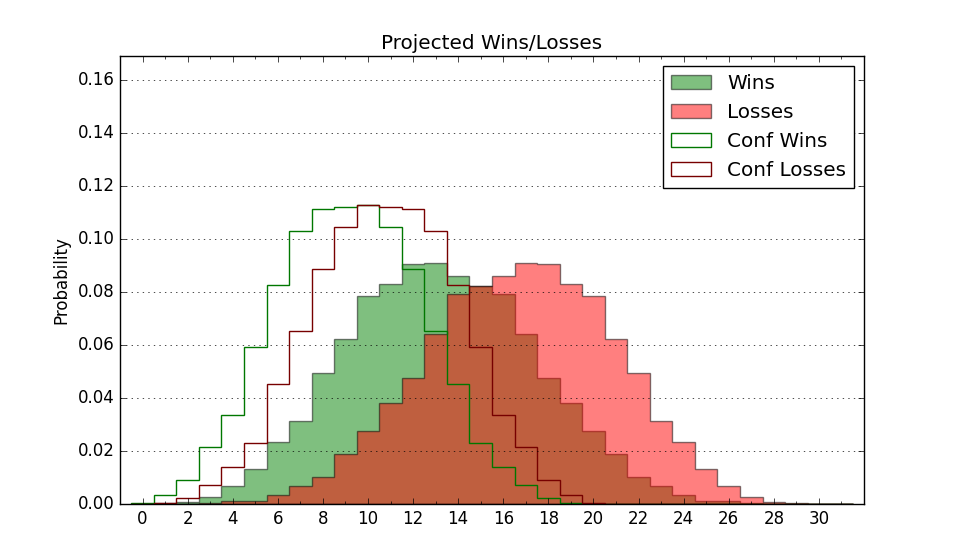 Projected Wins/Losses
Wins
Losses
Conf Wins
Conf Losses
Probability
0.16
0.14
0.12
0.10
0.08
0.06
0.04
0.02
0.00
0 2 4 6 8 10 12 14 16 18 20 22 24 26 28 30